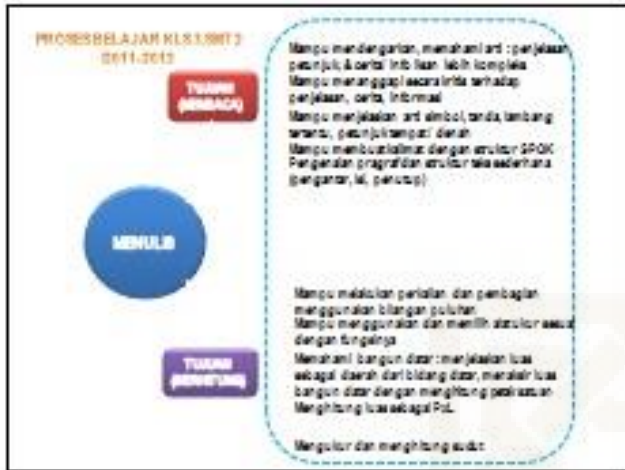 PROSES BELAJAR KLS 3 SMT 2
2011-2012
TUJUAN
(MEMBACA)
Mampu mendengarkan, memahami arti : penjelasan,
petunjuk, & cerita/ info lisan lebih kompleks
Mampu menanggapi secara kritis terhadap
penjelasan, cerita, informasi
Mampu menjelaskan arti simbol, tanda, lambang
tertentu, petunjuk tempat/ denah
Mampu membuat kalimat dengan struktur SPOK
Pengenalan pragraf dan struktur teks sederhana
(pengantar, isi, penutup)
MENULIS
Mampu melakukan perkalian dan pembagian
menggunakan bilangan puluhan
Mampu menggunakan dan memilih alat ukur sesuai
dengan fungsinya
TUJUAN
(BERHITUNG)
Memahami bangun datar : menjelaskan luas
sebagai daerah dari bidang datar, menaksir luas
bangun datar dengan menghitung petak satuan
Menghitung luas sebagai PxL
Mengukur dan menghitung sudut